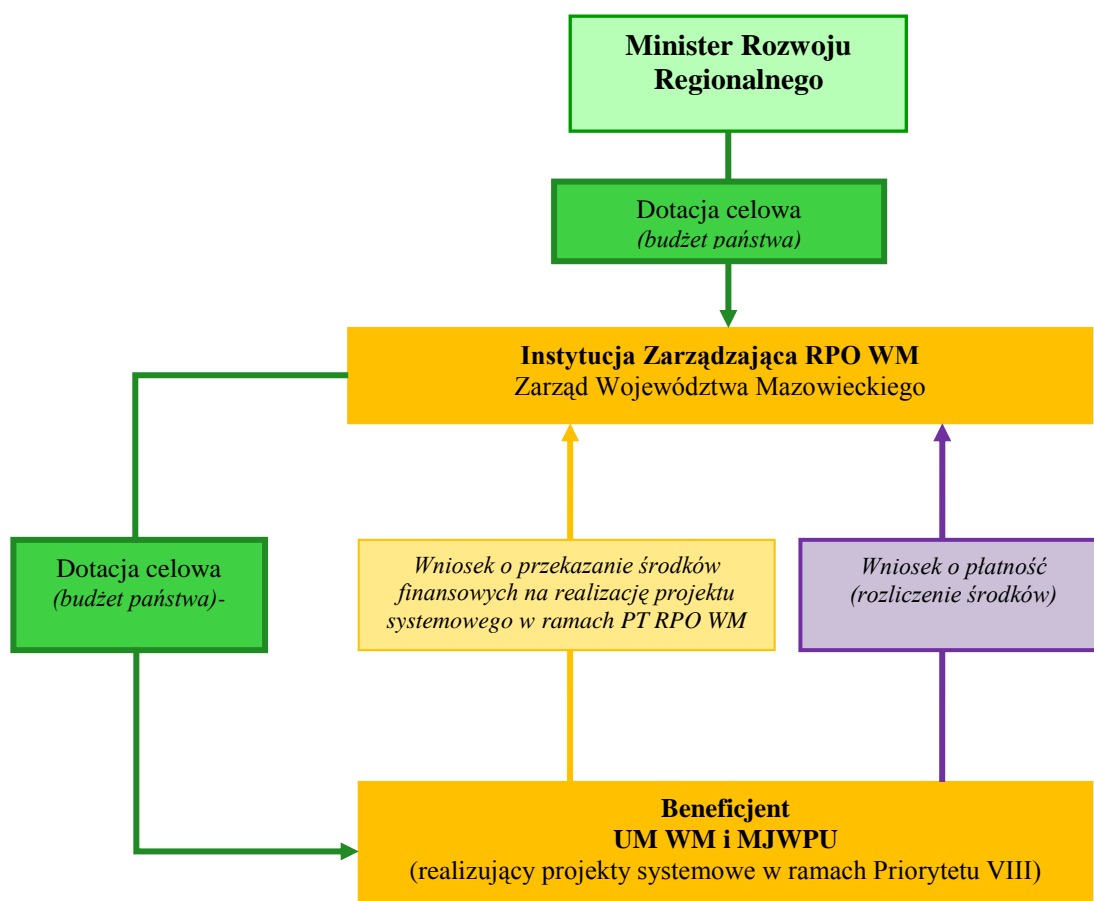 Minister Rozwoju
Regionalnego
Dotacja celowa
(budżet państwa)
Instytucja Zarządzająca RPO WM
Zarząd Województwa Mazowieckiego
Dotacja celowa
(budżet państwa)-
Wniosek o przekazanie środków
finansowych na realizację projektu
systemowego w ramach PT RPO WM
Wniosek o płatność
(rozliczenie środków)
Beneficjent
UM WM i MJWPU
(realizujący projekty systemowe w ramach Priorytetu VIII)